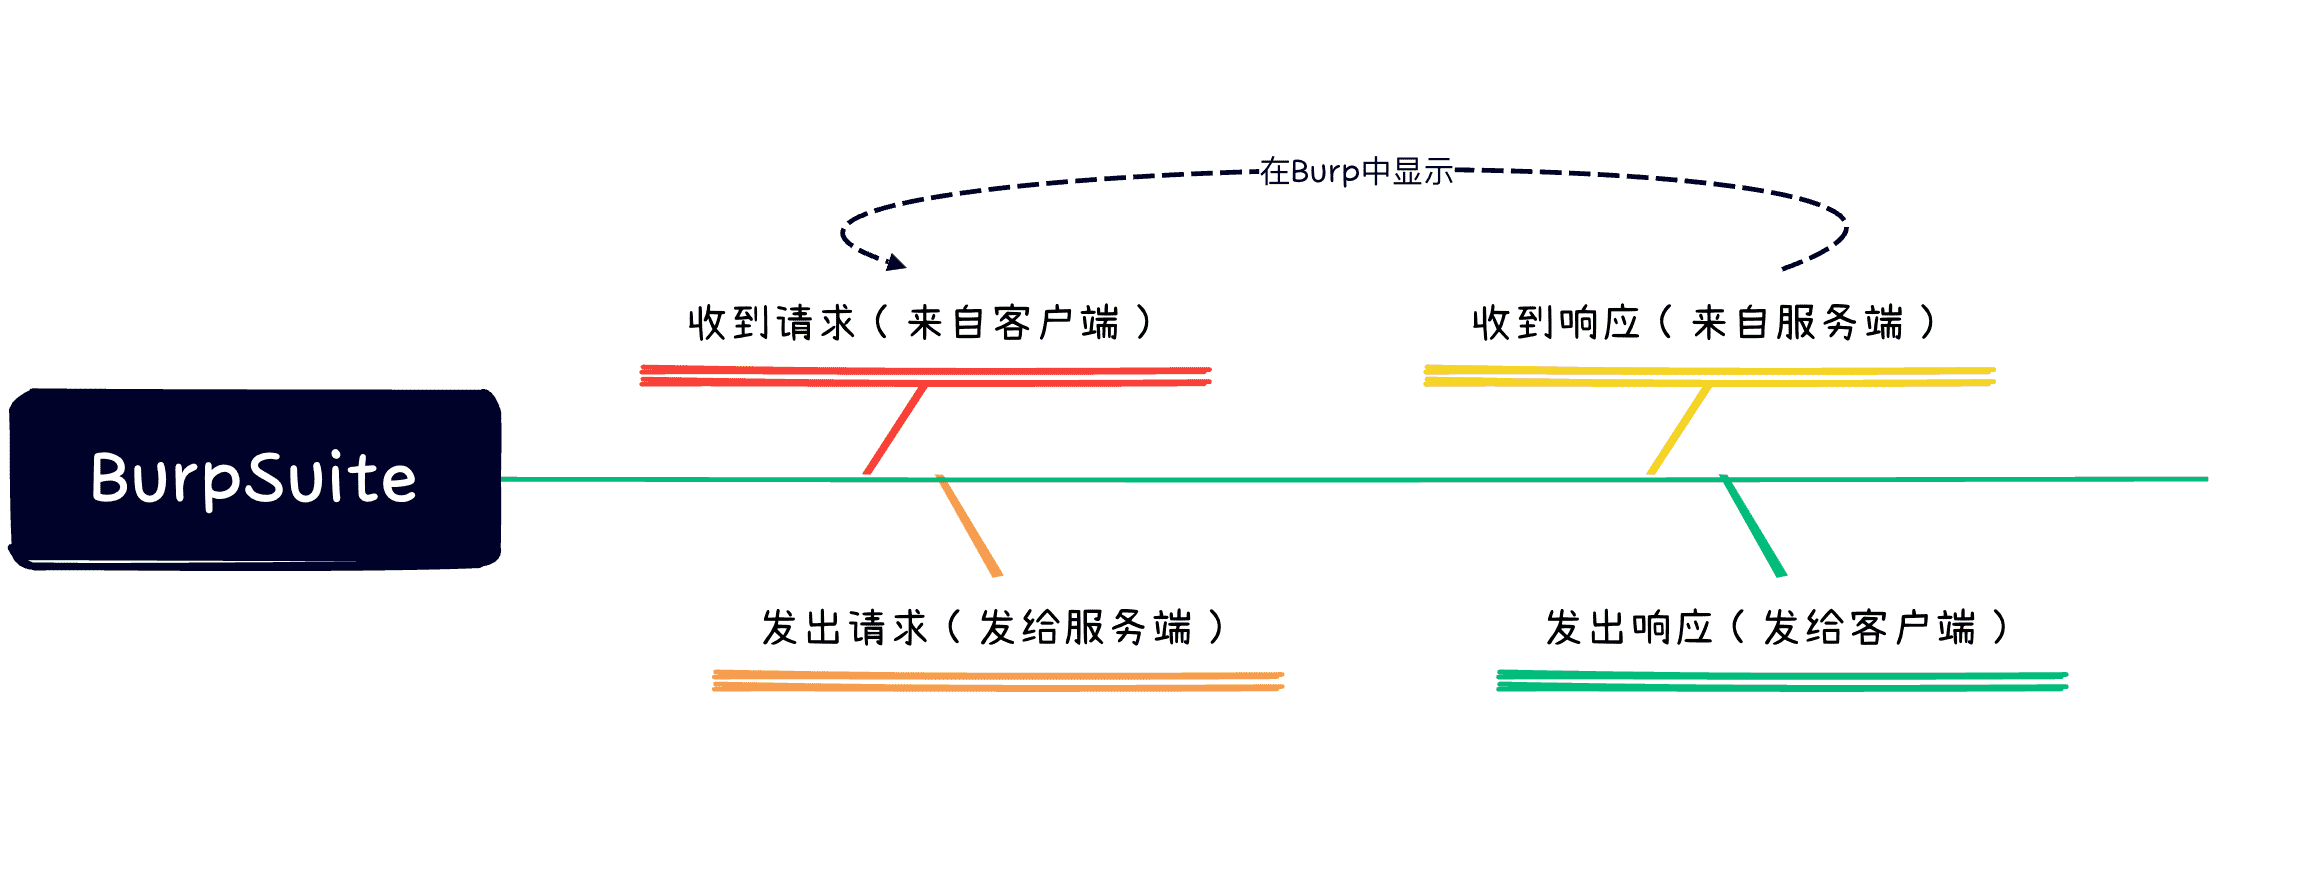 在Burp中显示
收到请求（来自客户端）
收到响应（来自服务端）
BurpSuite
发出请求（发给服务端）
发出响应（发给客户端）